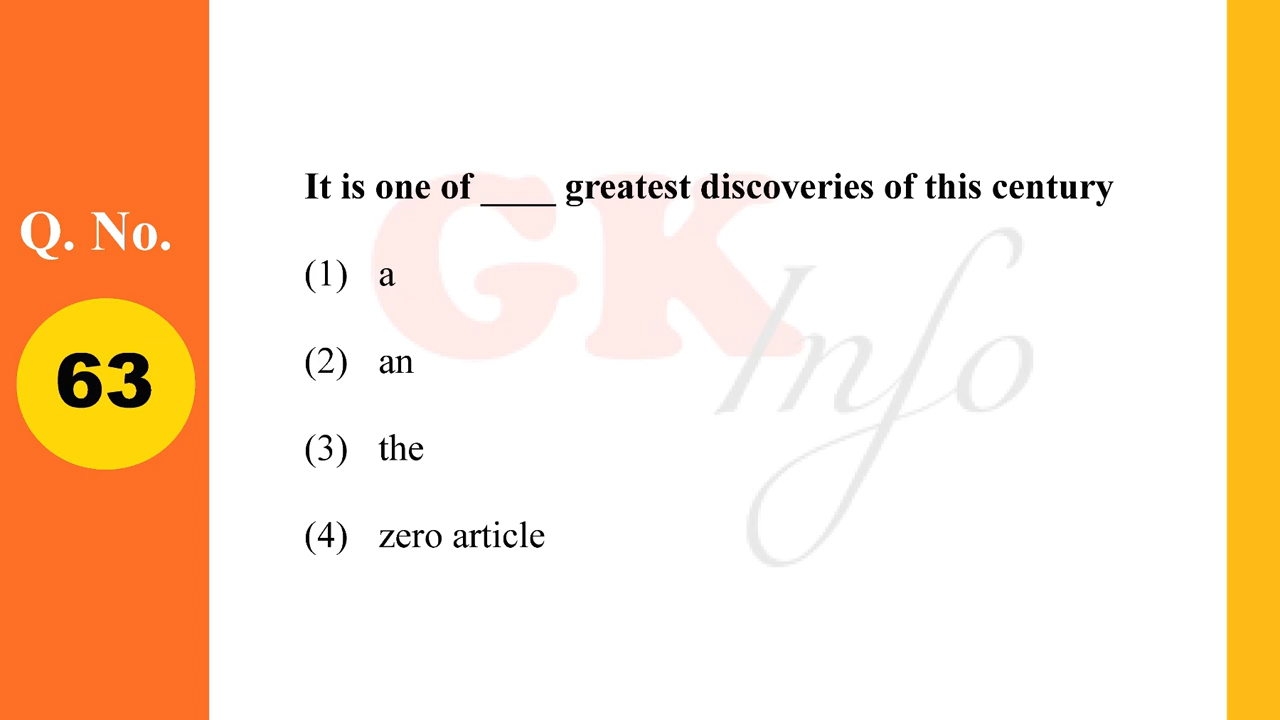 Q. No.
63
It is one of ____ greatest discoveries of this century
(1) a
(2) an
(3) the
(4) zero article
GK
Info